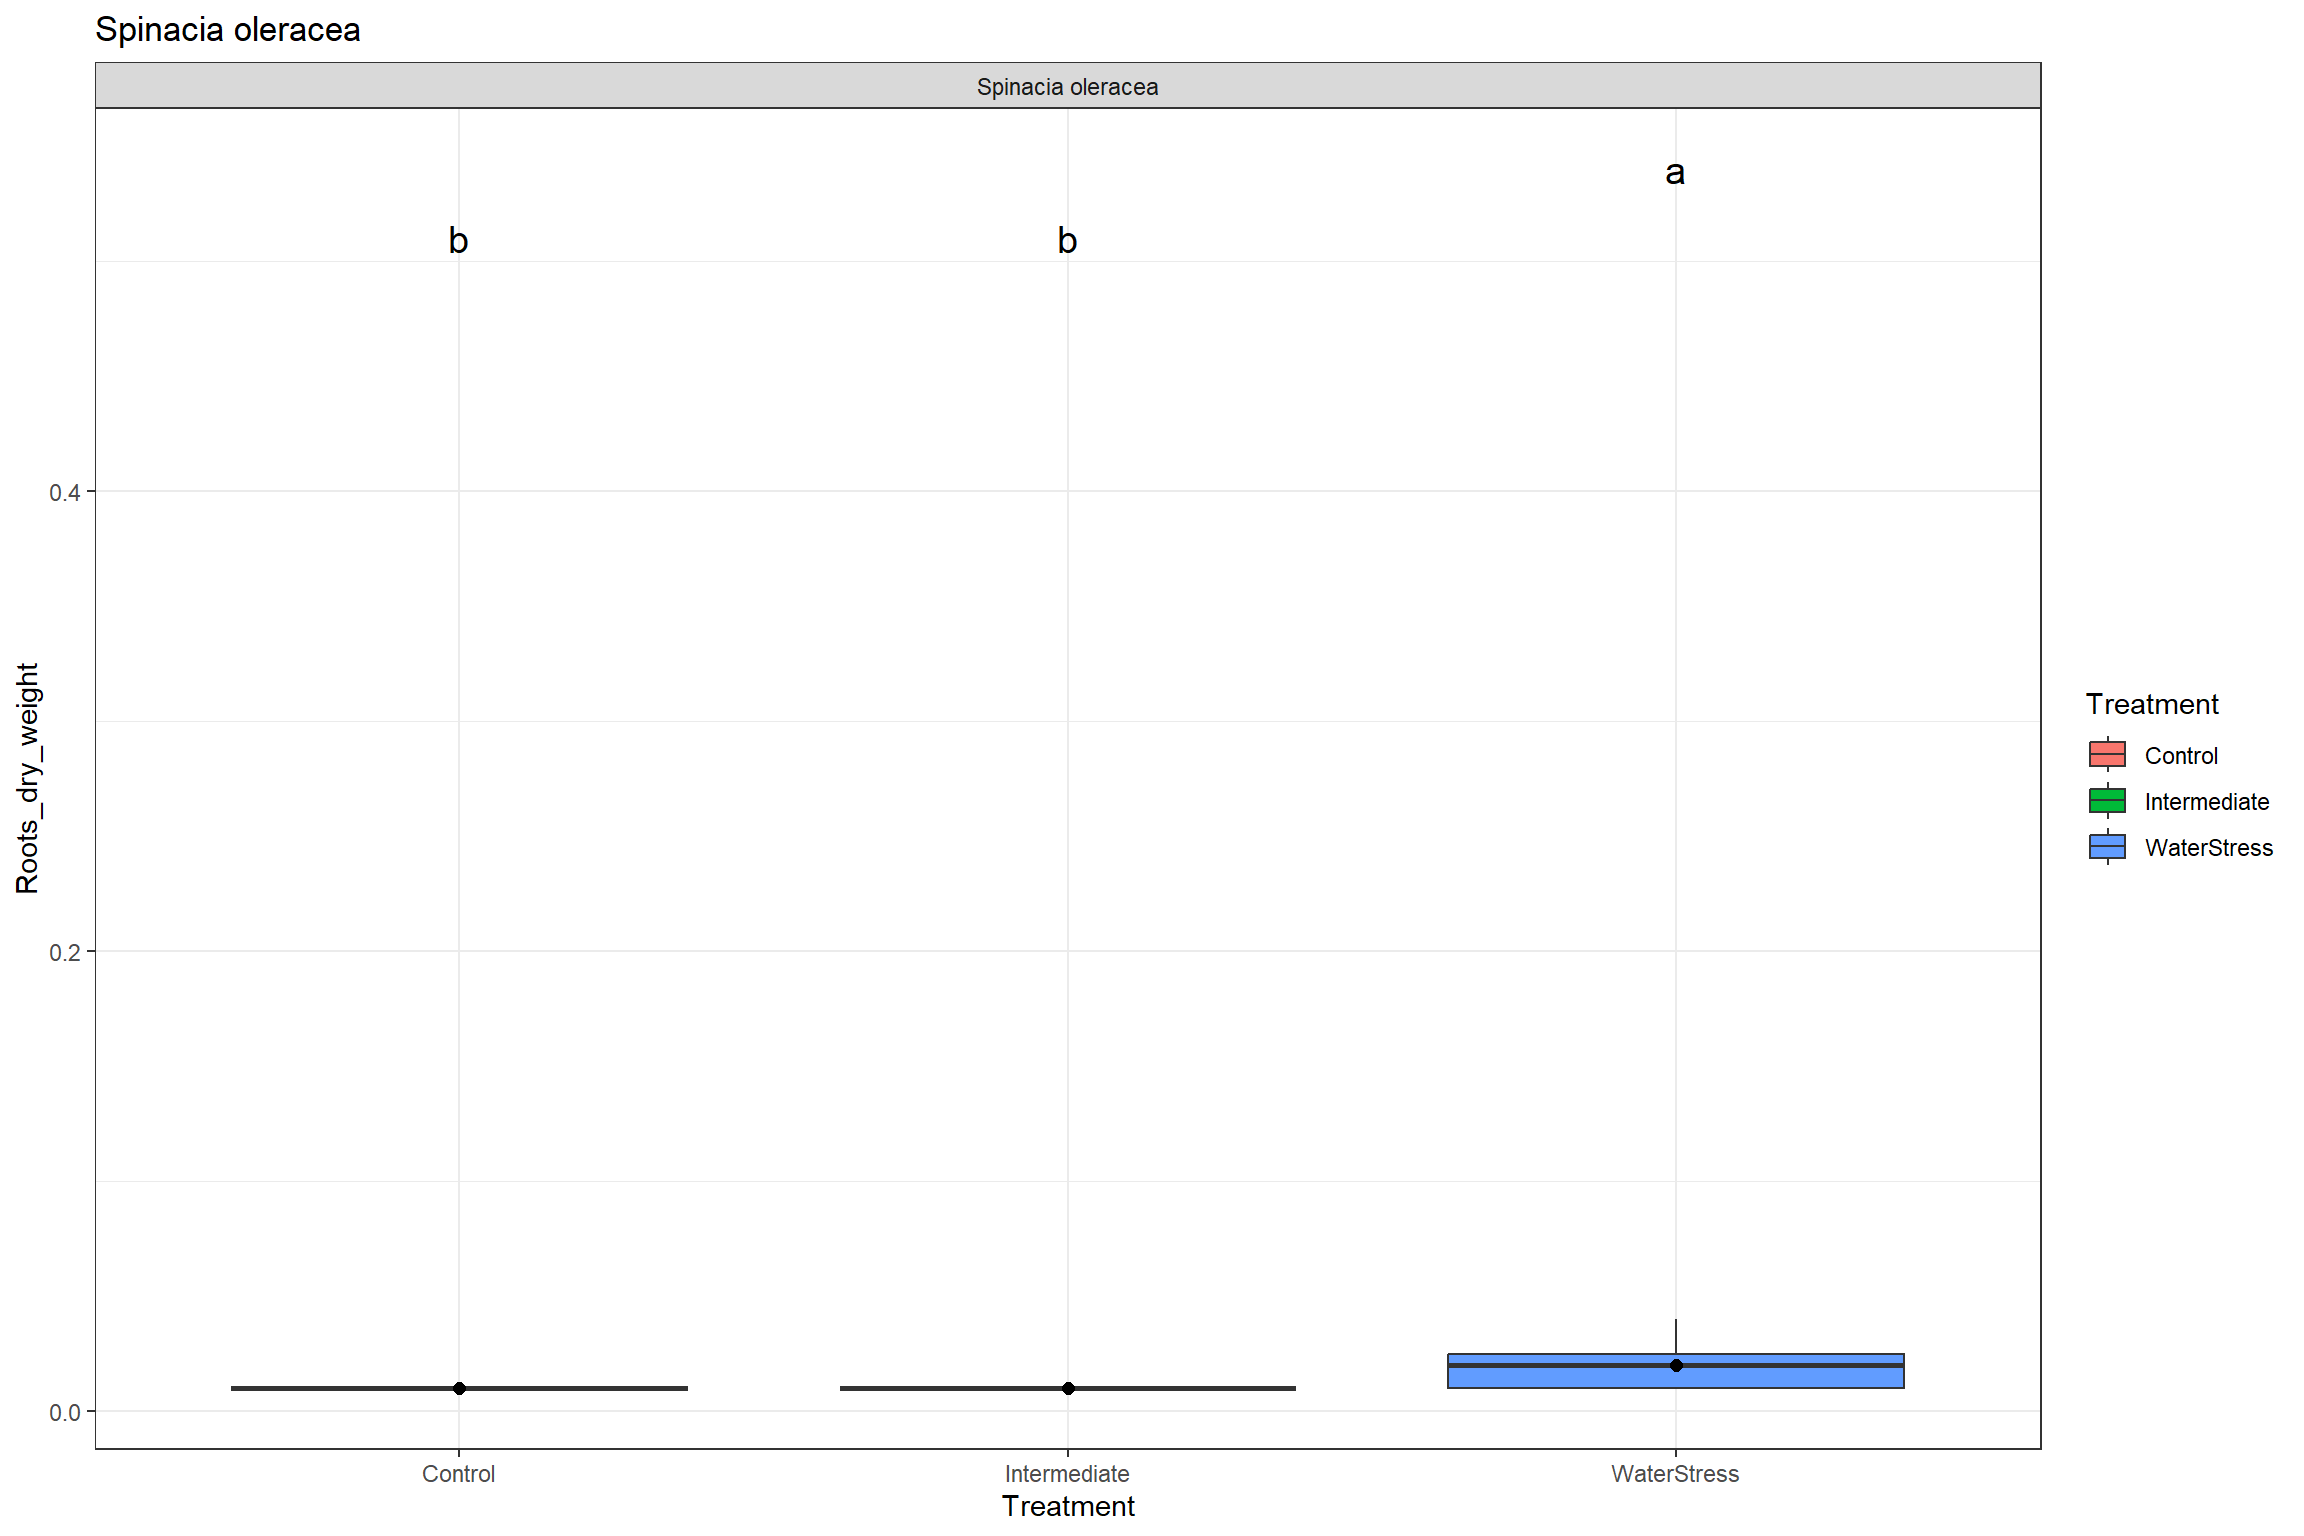 Spinacia oleracea
Spinacia oleracea
a
b
b
0.4
0.2
0.0
Roots_dry_weight
Control
Intermediate
WaterStress
Treatment
Treatment
Control
Intermediate
WaterStress